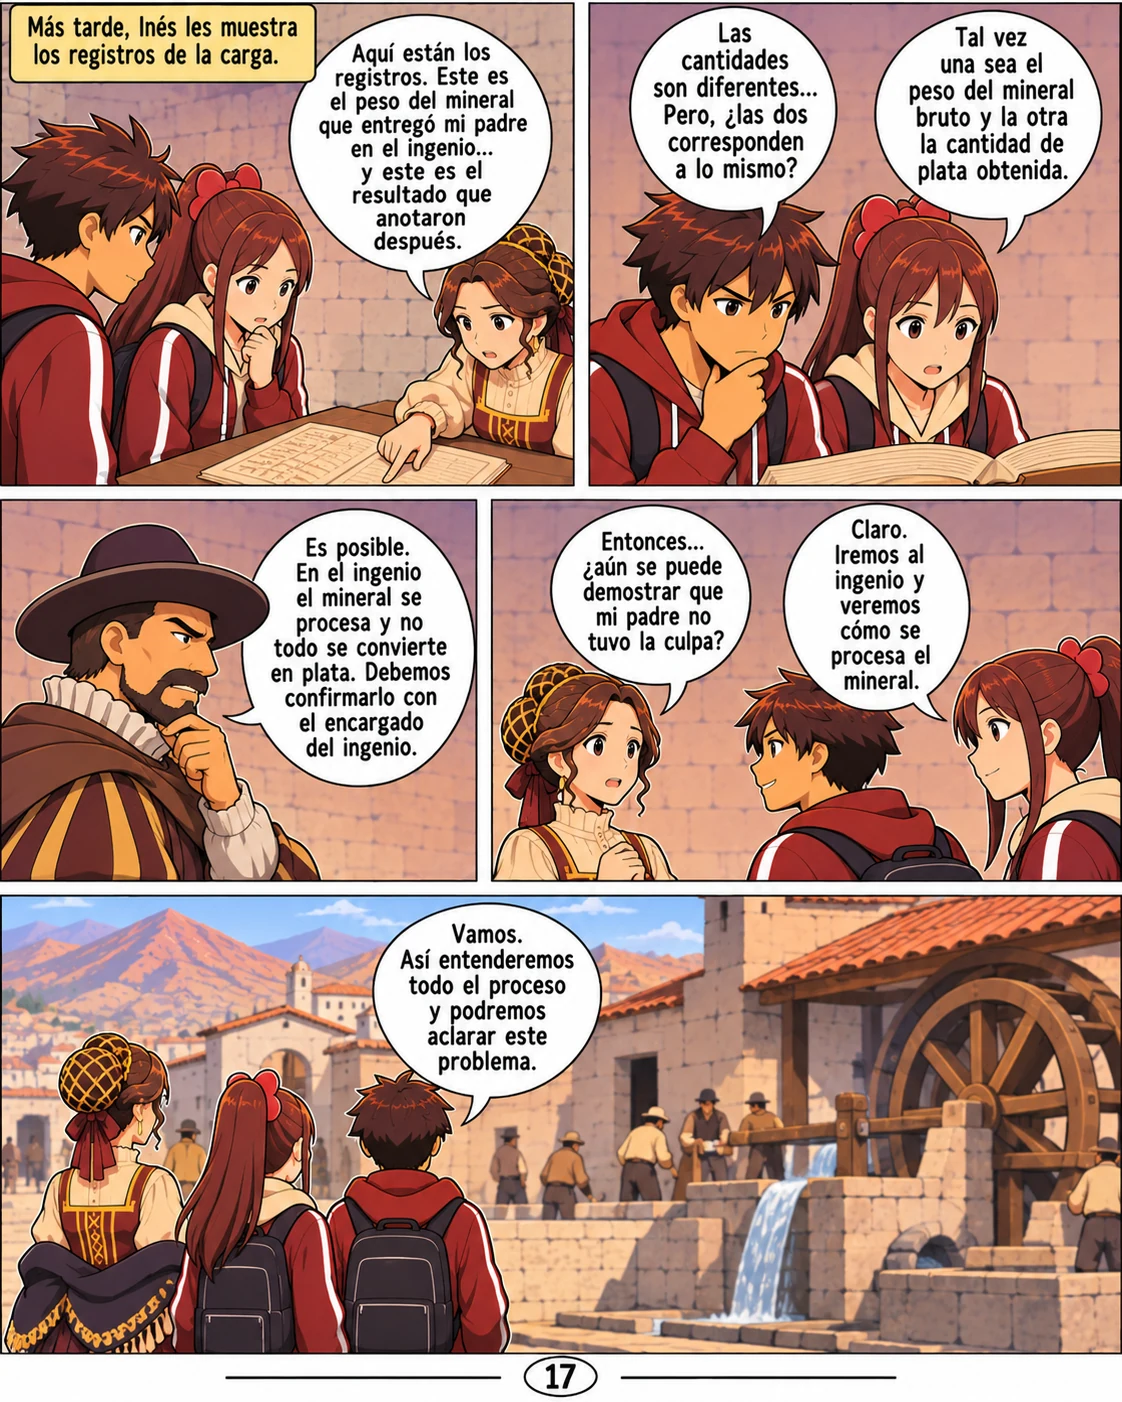 Más tarde, Inés les muestra
los registros de la carga.
Aquí están los
registros. Este es
el peso del mineral
que entregó mi padre
en el ingenio...
y este es el
resultado que
anotaron
después.
Las
cantidades
son diferentes...
Pero, ¿las dos
corresponden
a lo mismo?
Tal vez
una sea el
peso del mineral
bruto y la otra
la cantidad de
plata obtenida.
Es posible.
En el ingenio
el mineral se
procesa y no
todo se convierte
en plata. Debemos
confirmarlo con
el encargado
del ingenio.
Entonces...
¿aún se puede
demostrar que
mi padre no
tuvo la culpa?
Claro.
Iremos al
ingenio y
veremos
cómo se
procesa el
mineral.
Vamos.
Así entenderemos
todo el proceso
y podremos
aclarar este
problema.
17